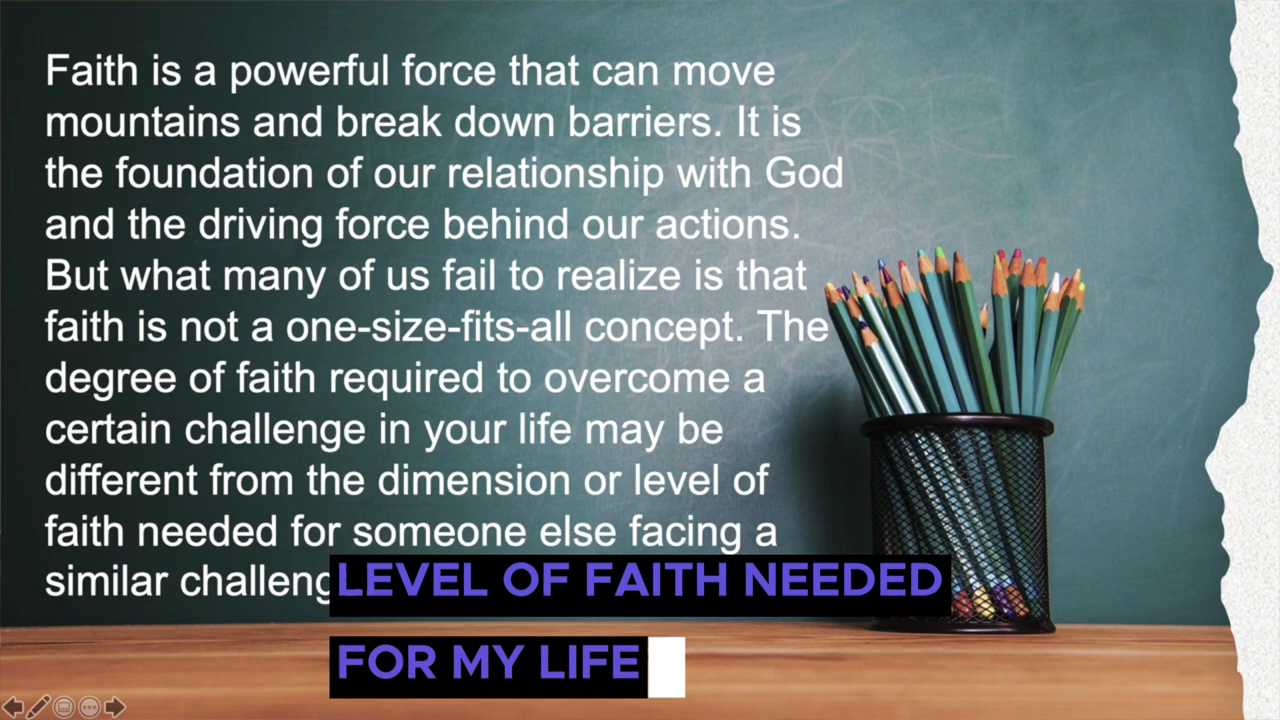 Faith is a powerful force that can move
mountains and break down barriers. It is
the foundation of our relationship with God
and the driving force behind our actions.
But what many of us fail to realize is that
faith is not a one-size-fits-all concept. The
degree of faith required to overcome a
certain challenge in your life may be
different from the dimension or level of
faith needed for someone else facing a
similar
LEVEL OF FAITH NEEDED
FOR MY LIFE